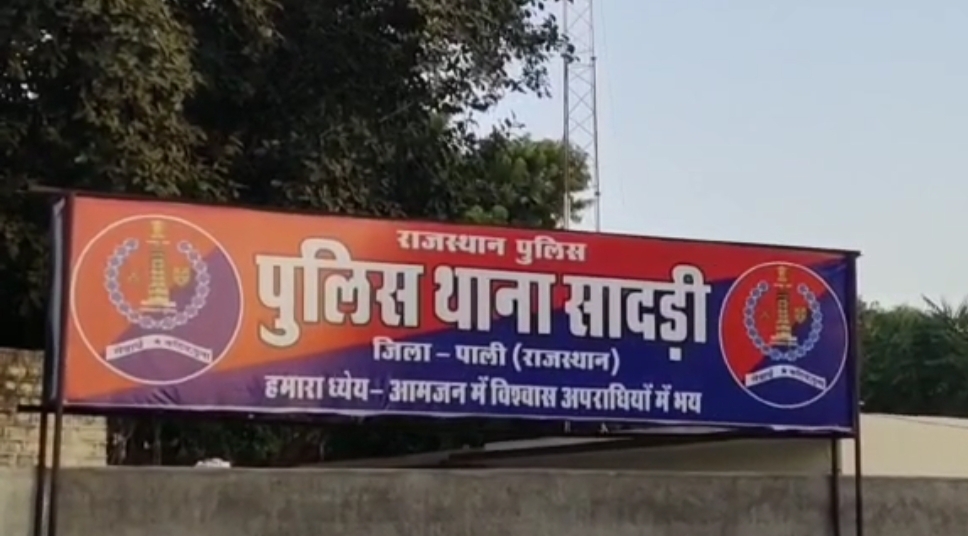 राजस्थान पुलिस
पुलिस थाना सादड़ी
जिला – पाली (राजस्थान)
हमारा ध्येय – आमजन में विश्वास अपराधियों में भय